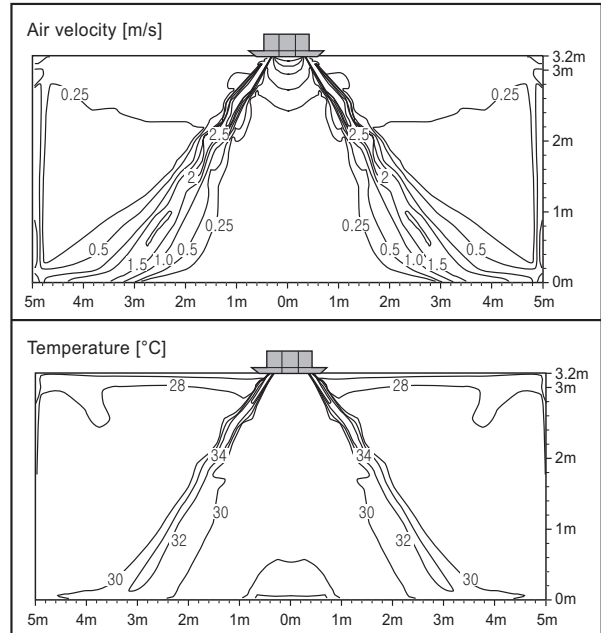 Air velocity [m/s]
3.2m
3m
0.25 0.25
2.5 2.5
2m
2 2
0.25 0.25
1m
0.5 0.5 0.5 0.5
1.0 1.0
1.5 1.5
0m
5m 4m 3m 2m 1m 0m 1m 2m 3m 4m 5m
Temperature [°C]
3.2m
28 28
3m
34 34
2m
30 30
1m
32 32
30 30
0m
5m 4m 3m 2m 1m 0m 1m 2m 3m 4m 5m